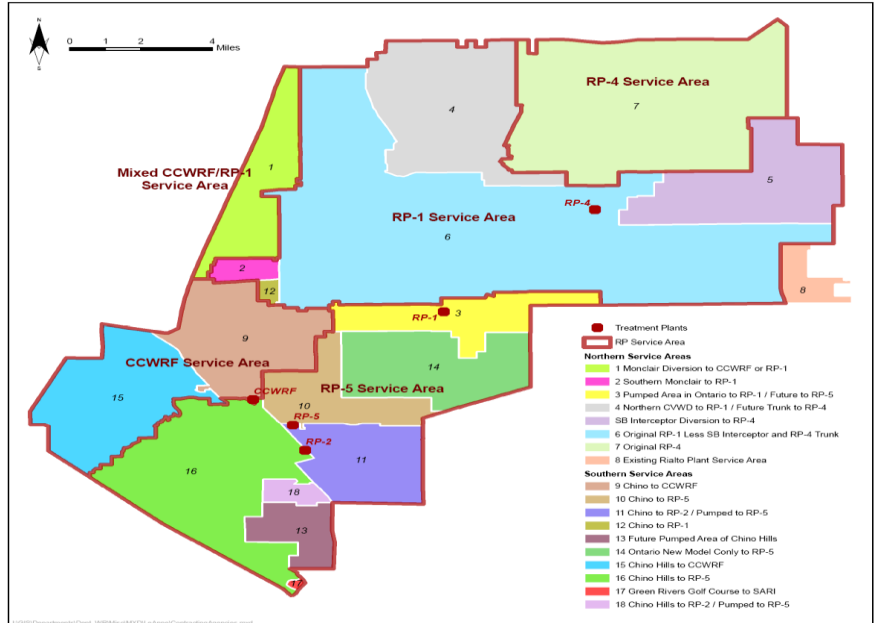 N
S
0 1 2 4
Miles
RP-4 Service Area
4
7
1
Mixed CCWRF/RP-1
Service Area
5
RP-4
RP-1 Service Area
6
2
12
8
RP-1
3
9
CCWRF Service Area
14
15
RP-5 Service Area
CCWRF
10
RP-5
RP-2
11
16
18
13
17
Treatment Plants
RP Service Area
Northern Service Areas
1 Monclair Diversion to CCWRF or RP-1
2 Southern Monclair to RP-1
3 Pumped Area in Ontario to RP-1 / Future to RP-5
4 Northern CVWD to RP-1 / Future Trunk to RP-4
SB Interceptor Diversion to RP-4
6 Original RP-1 Less SB Interceptor and RP-4 Trunk
7 Original RP-4
8 Existing Rialto Plant Service Area
Southern Service Areas
9 Chino to CCWRF
10 Chino to RP-5
11 Chino to RP-2 / Pumped to RP-5
12 Chino to RP-1
13 Future Pumped Area of Chino Hills
14 Ontario New Model Conly to RP-5
15 Chino Hills to CCWRF
16 Chino Hills to RP-5
17 Green Rivers Golf Course to SARI
18 Chino Hills to RP-2 / Pumped to RP-5